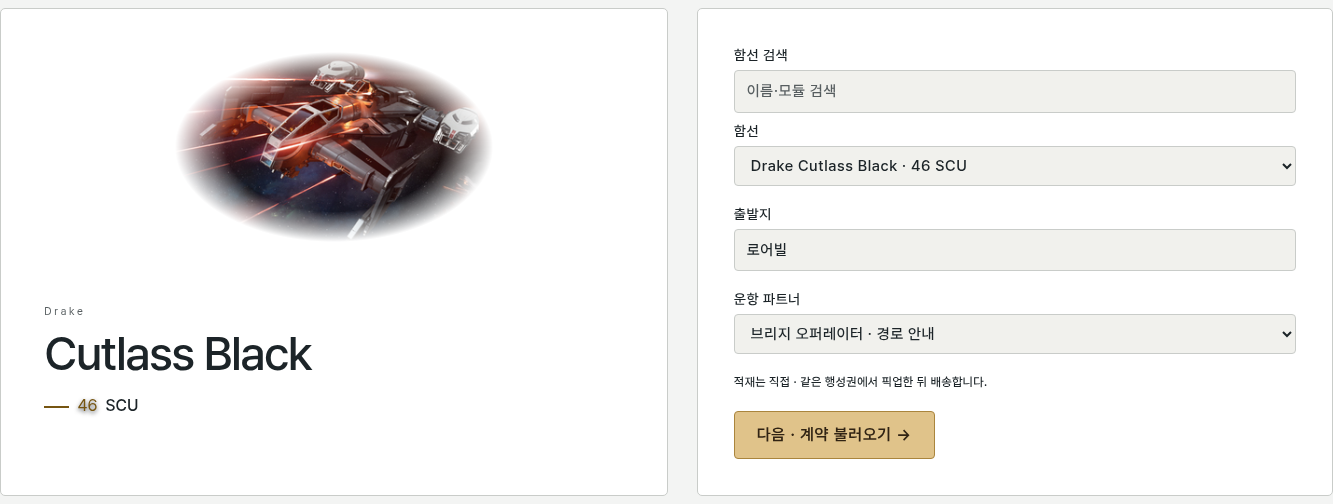 Drake
Cutlass Black
46 SCU
함선 검색
이름·모듈 검색
함선
Drake Cutlass Black · 46 SCU
출발지
로어빌
운항 파트너
브리지 오퍼레이터 · 경로 안내
적재는 직접 · 같은 행성권에서 픽업한 뒤 배송합니다.
다음 · 계약 불러오기 →